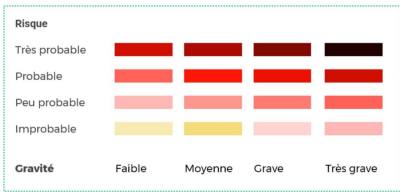 Risque
Très probable
Probable
Peu probable
Improbable
Gravité Faible Moyenne Grave Très grave